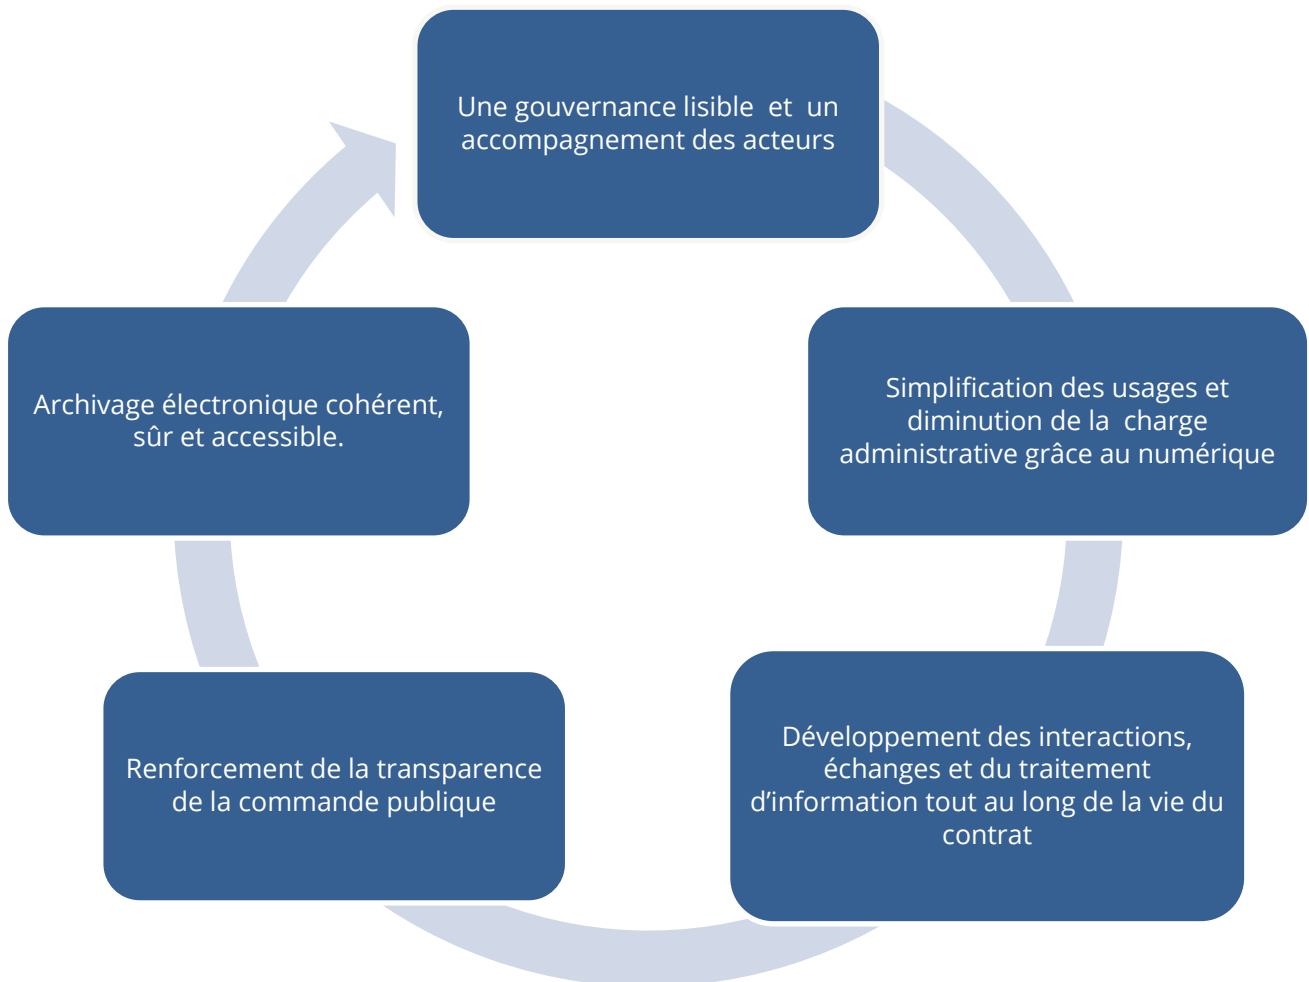 Une gouvernance lisible et un
accompagnement des acteurs
Simplification des usages et
diminution de la charge
administrative grâce au numérique
Développement des interactions,
échanges et du traitement
d’information tout au long de la vie du
contrat
Renforcement de la transparence
de la commande publique
Archivage électronique cohérent,
sûr et accessible.